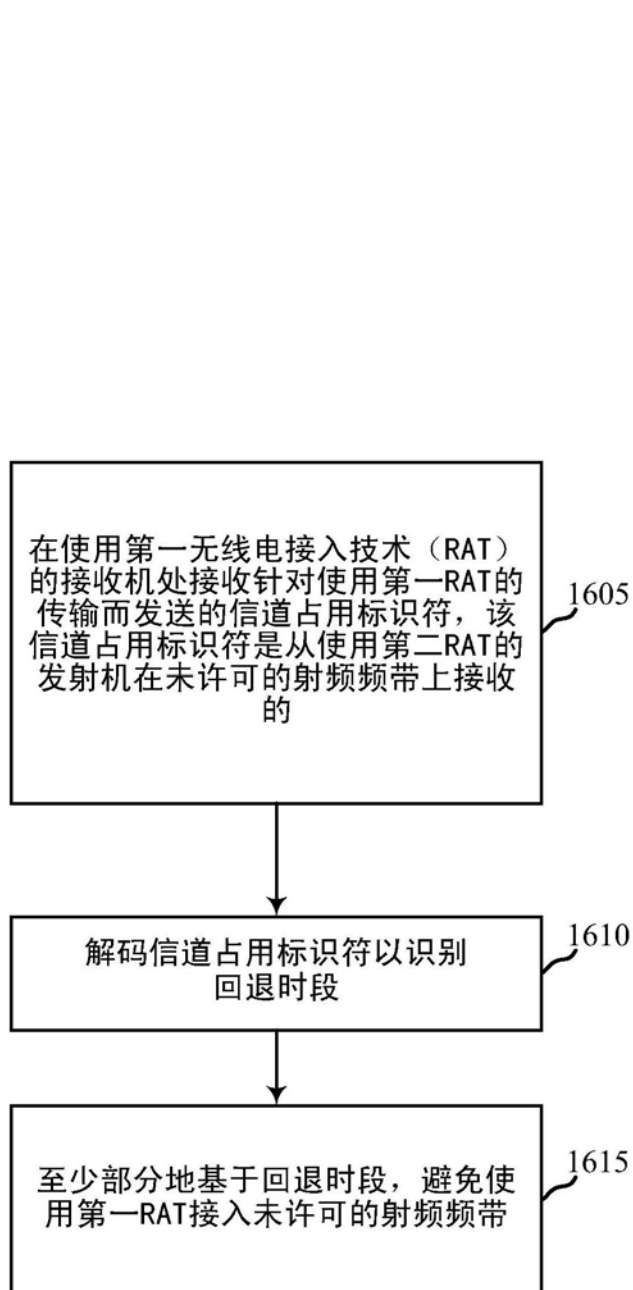 在使用第一无线电接入技术（RAT）
的接收机处接收针对使用第一RAT的
传输而发送的信道占用标识符，该
信道占用标识符是从使用第二RAT的
发射机在未许可的射频频带上接收
的
1605
解码信道占用标识符以识别
回退时段
1610
至少部分地基于回退时段，避免使
用第一RAT接入未许可的射频频带
1615